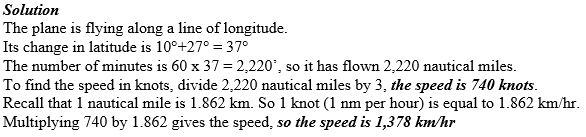 Solution
The plane is flying along a line of longitude.
Its change in latitude is 10°+27° = 37°
The number of minutes is 60 x 37 = 2,220’, so it has flown 2,220 nautical miles.
To find the speed in knots, divide 2,220 nautical miles by 3, the speed is 740 knots.
Recall that 1 nautical mile is 1.862 km. So 1 knot (1 nm per hour) is equal to 1.862 km/hr.
Multiplying 740 by 1.862 gives the speed, so the speed is 1,378 km/hr